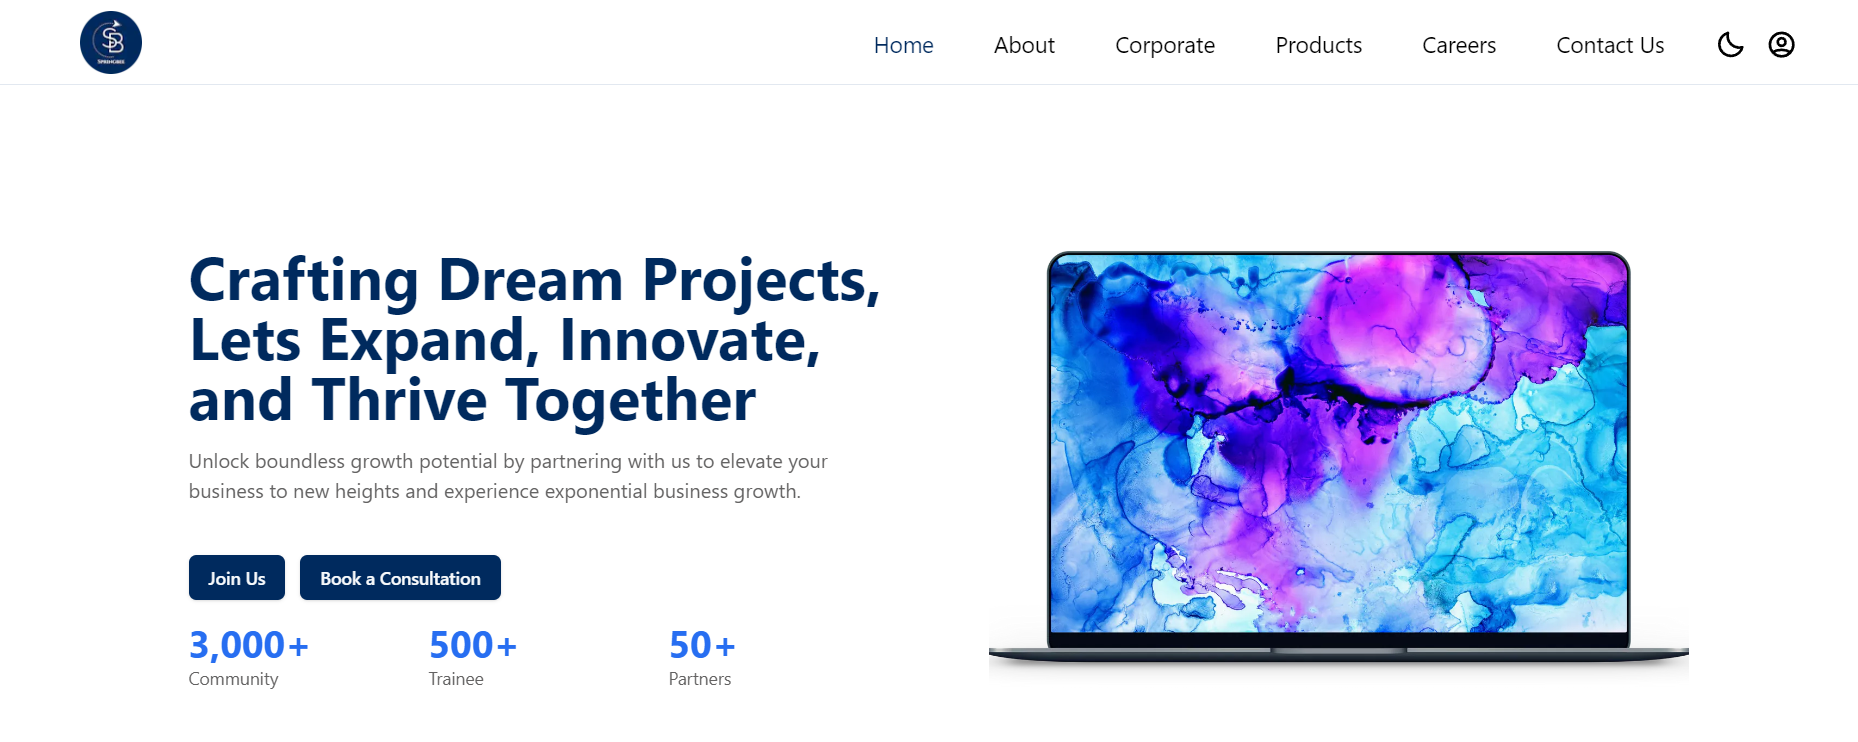 SPRINGBEE
Home
About
Corporate
Products
Careers
Contact Us
Crafting Dream Projects,
Lets Expand, Innovate,
and Thrive Together
Unlock boundless growth potential by partnering with us to elevate your
business to new heights and experience exponential business growth.
Join Us
Book a Consultation
3,000+
500+
50+
Community
Trainee
Partners